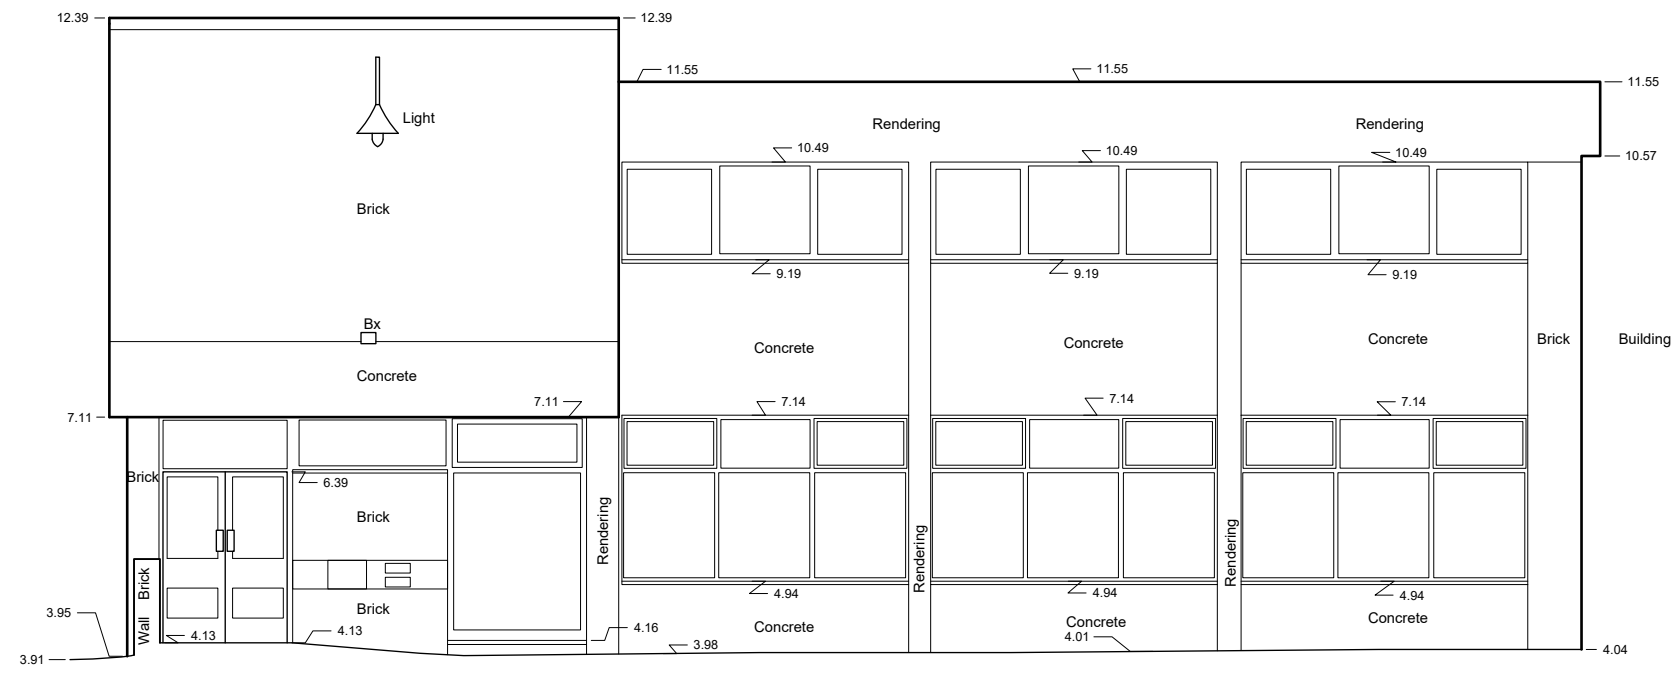 12.39
12.39
11.55
11.55
11.55
Light
Rendering
Rendering
10.49
10.49
10.49
10.57
Brick
9.19
9.19
9.19
Bx
Concrete
Concrete
Concrete
Brick
Building
Concrete
7.11
7.11
7.14
7.14
7.14
Brick
6.39
Brick
Rendering
Rendering
Rendering
Brick
Wall
Brick
4.94
4.94
4.94
3.95
4.13
4.13
4.16
Concrete
Concrete
Concrete
4.01
3.98
3.91
4.04